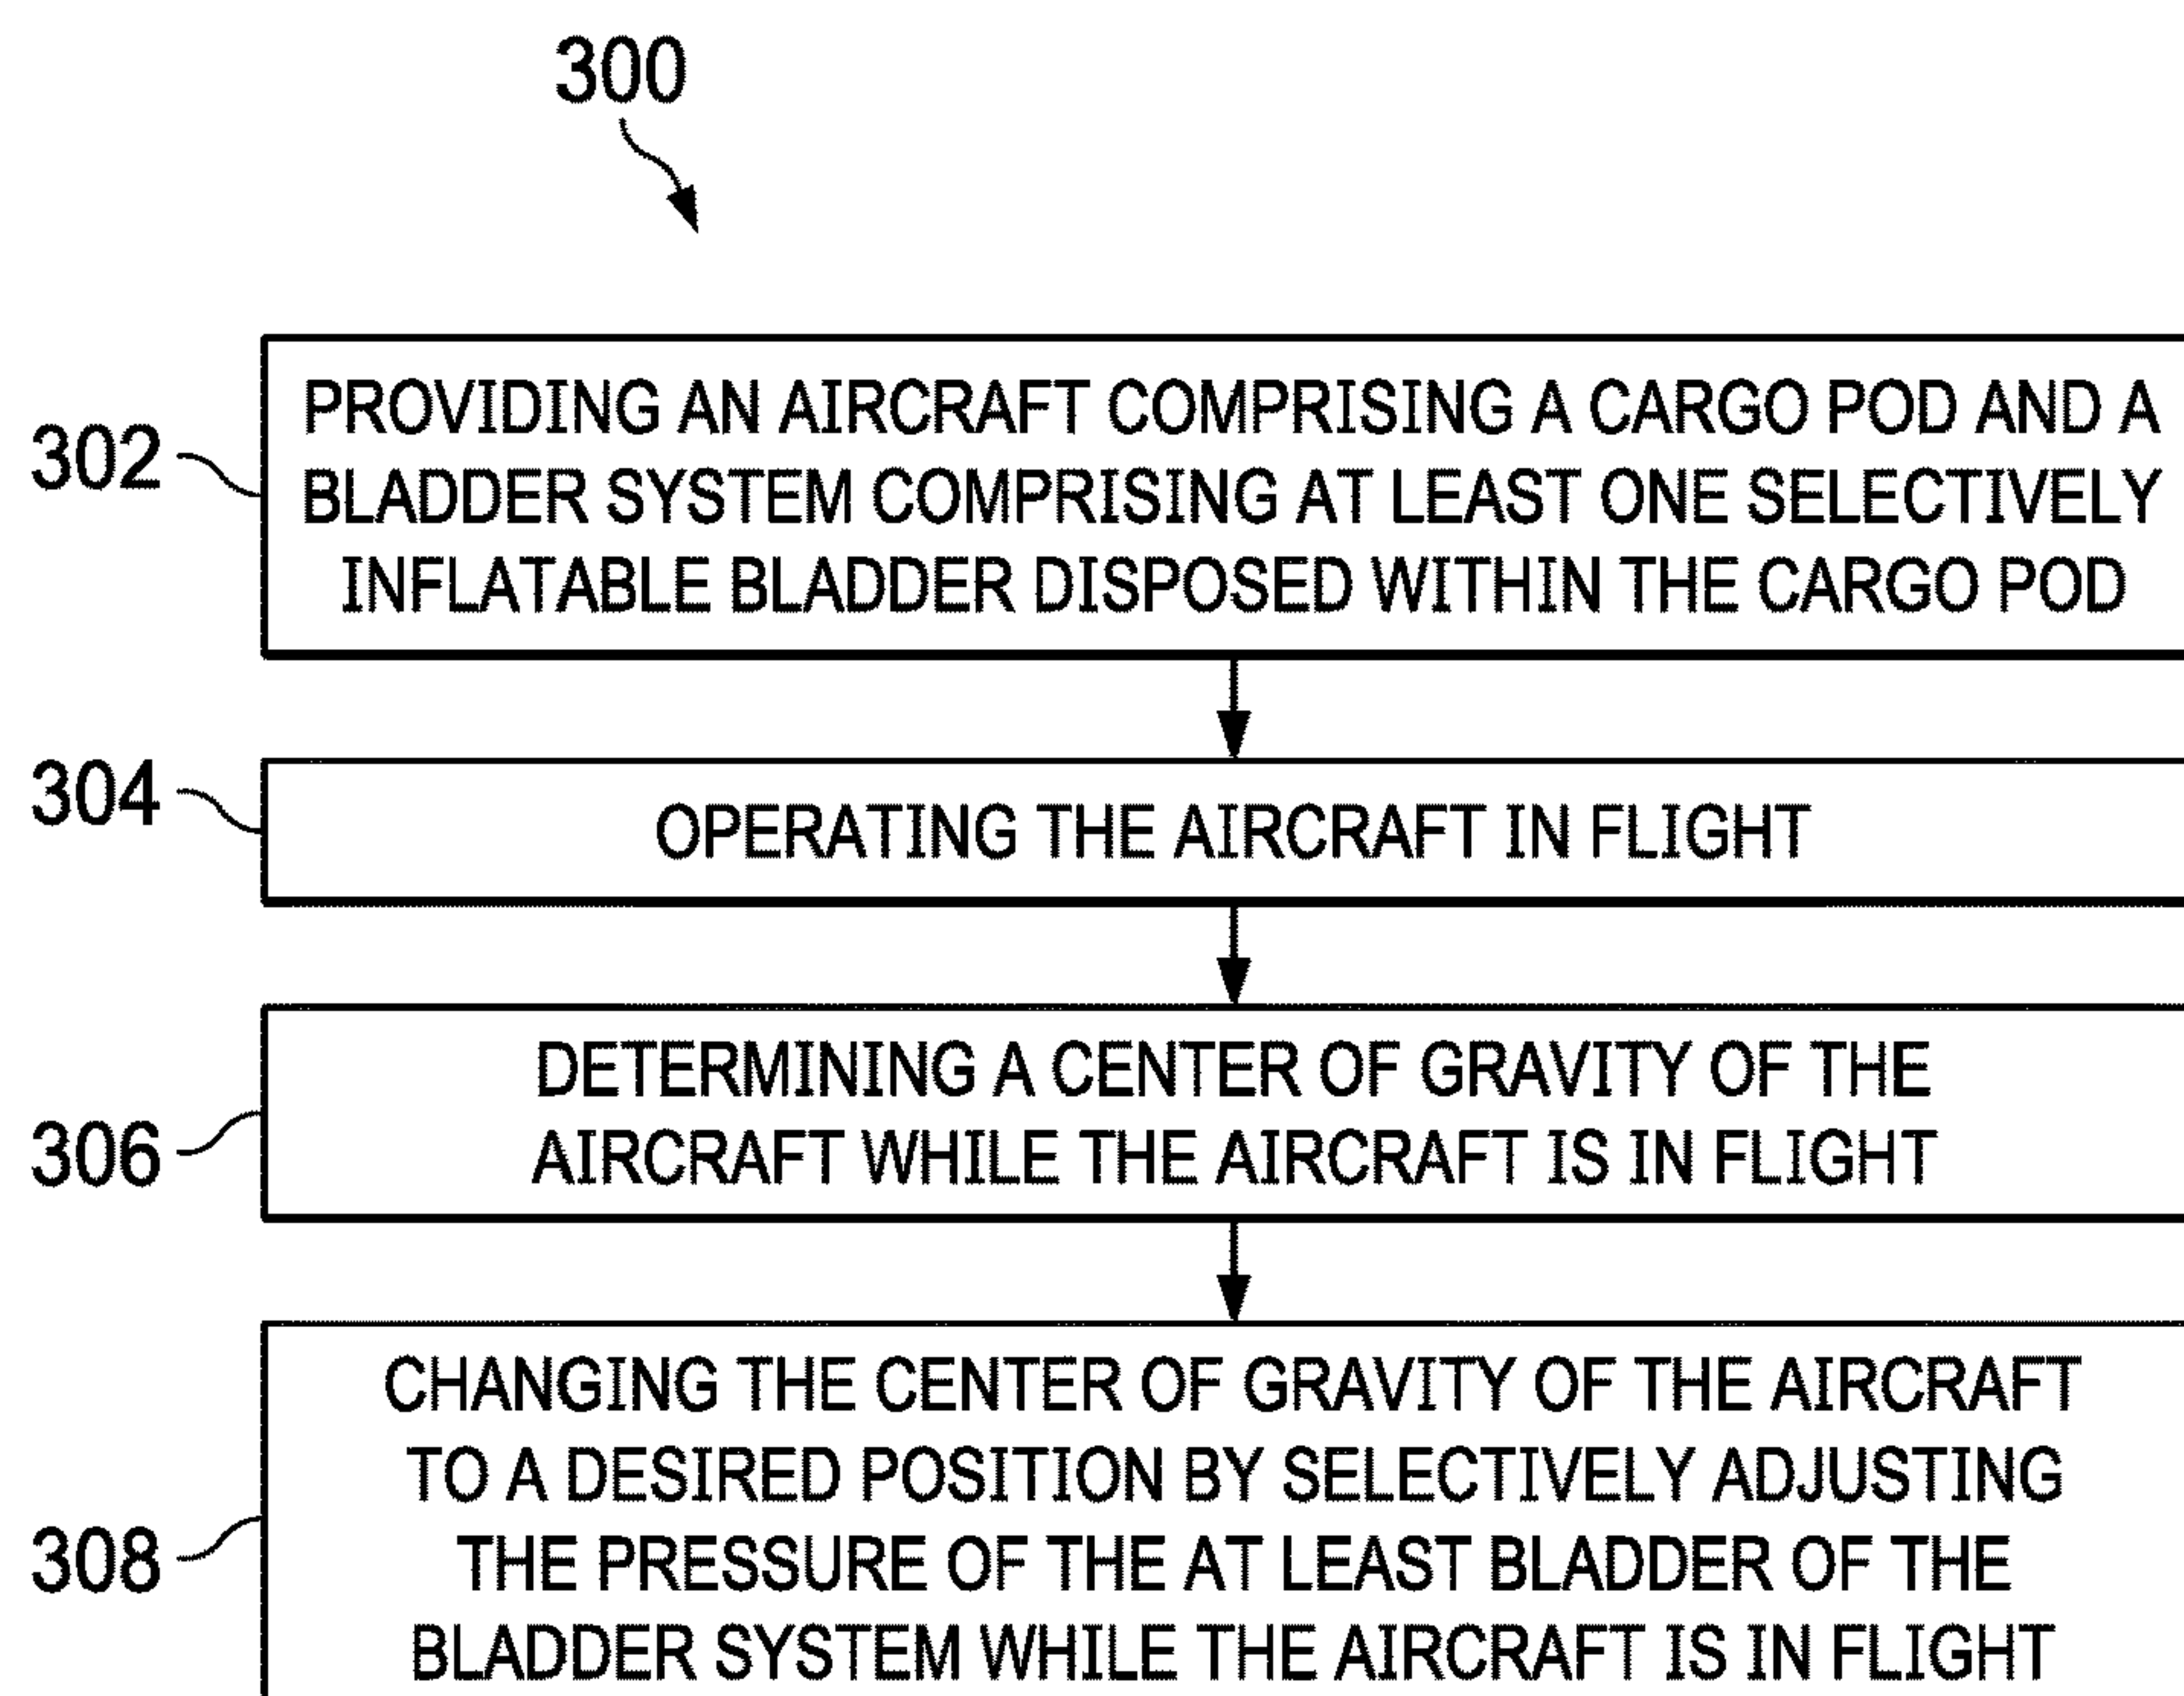 300
302
PROVIDING AN AIRCRAFT COMPRISING A CARGO POD AND A
BLADDER SYSTEM COMPRISING AT LEAST ONE SELECTIVELY
INFLATABLE BLADDER DISPOSED WITHIN THE CARGO POD
304
OPERATING THE AIRCRAFT IN FLIGHT
306
DETERMINING A CENTER OF GRAVITY OF THE
AIRCRAFT WHILE THE AIRCRAFT IS IN FLIGHT
308
CHANGING THE CENTER OF GRAVITY OF THE AIRCRAFT
TO A DESIRED POSITION BY SELECTIVELY ADJUSTING
THE PRESSURE OF THE AT LEAST BLADDER OF THE
BLADDER SYSTEM WHILE THE AIRCRAFT IS IN FLIGHT